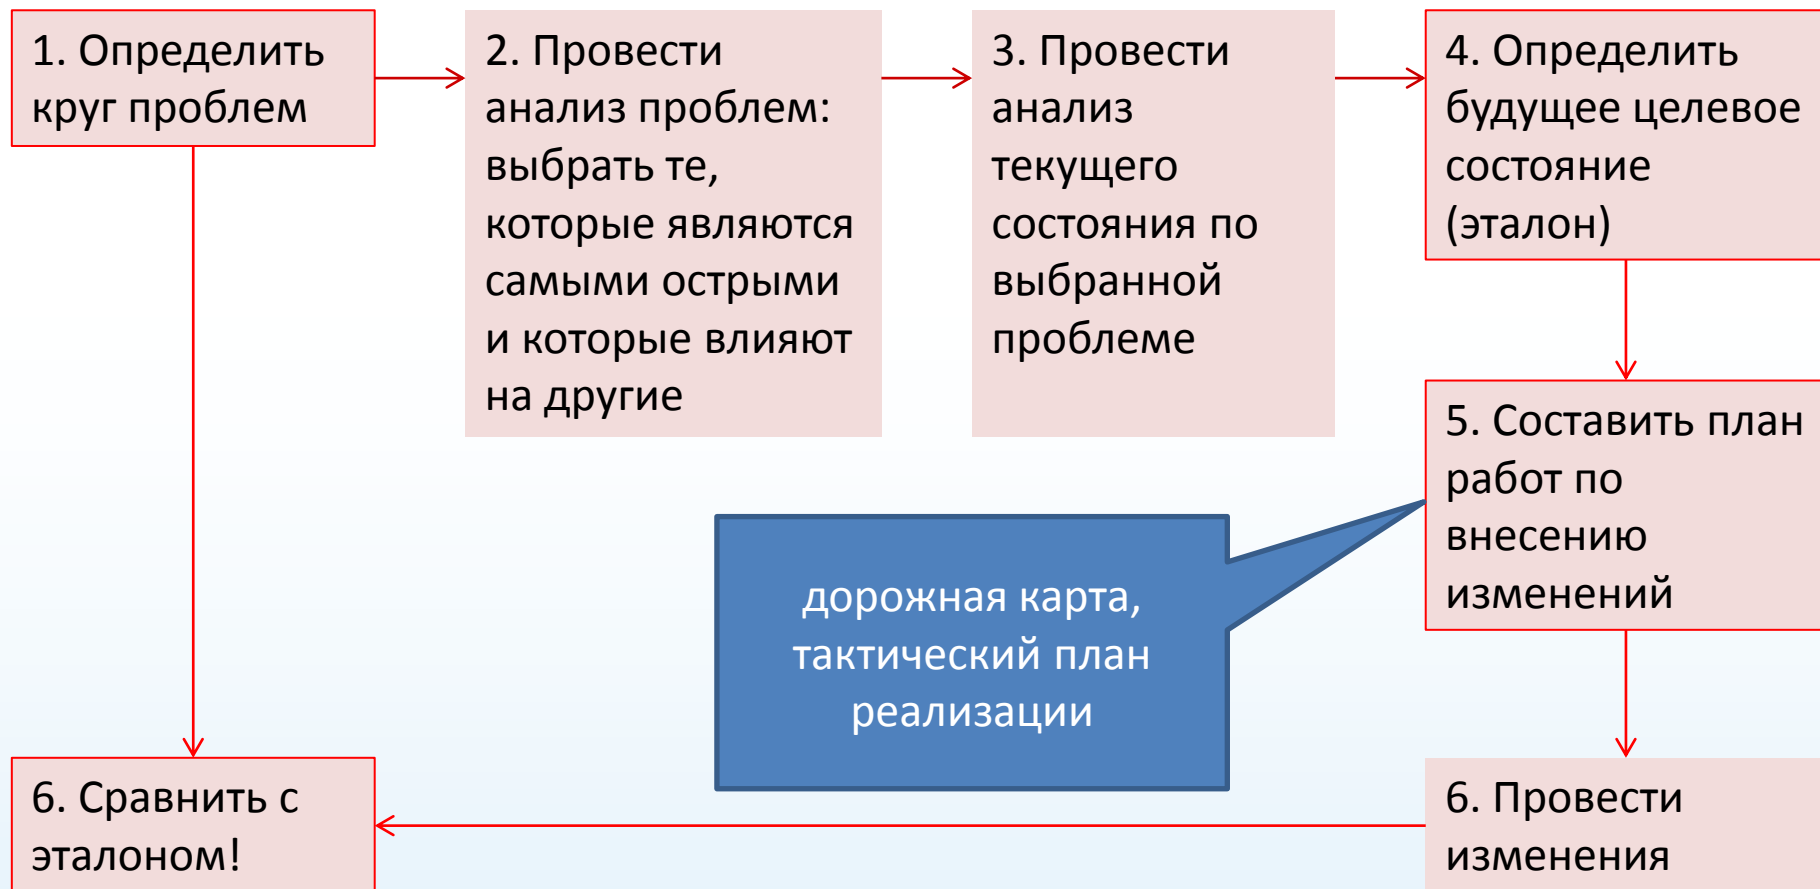 1. Определить
круг проблем
2. Провести
анализ проблем:
выбрать те,
которые являются
самыми острыми
и которые влияют
на другие
3. Провести
анализ
текущего
состояния по
выбранной
проблеме
4. Определить
будущее целевое
состояние
(эталон)
5. Составить план
работ по
внесению
изменений
дорожная карта,
тактический план
реализации
6. Сравнить с
эталоном!
6. Провести
изменения